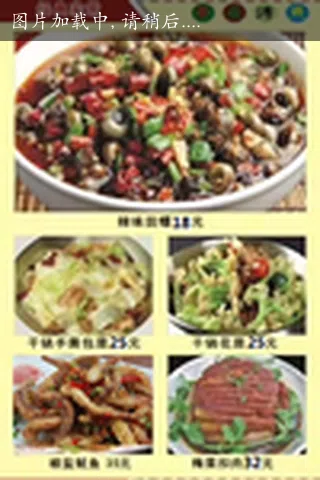 图片加载中,请稍后....
辣味田螺18元
干锅手撕包菜25元
干锅花菜25元
椒盐鱿鱼 38元
梅菜扣肉32元